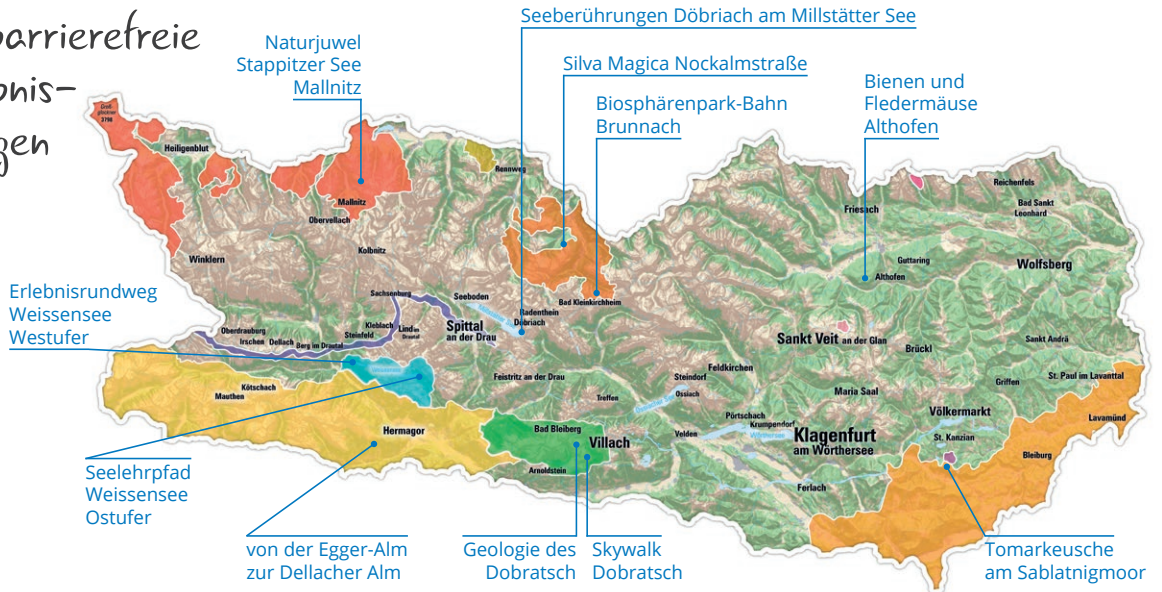 barrierefreie
Seeberührungen Döbriach am Millstätter See
Naturjuwel
Stappitzer See
Mallnitz
Silva Magica Nockalmstraße
Biosphärenpark-Bahn
Brunnach
Bienen und
Fledermäuse
Althofen
Groß-
glockner
3798
Heiligenblut
Rennweg
Mallnitz
Obervellach
Reichenfels
Bad Sankt
Leonhard
Friesach
Kolbnitz
Winklern
Guttaring
Althofen
Wolfsberg
Erlebnisrundweg
Weissensee
Westufer
Sachsenburg
Seeboden
Bad Kleinkirchheim
Radenthein
Döbriach
Spittal
an der Drau
Kleblach
Lind im
Drautal
Steinfeld
Oberdrauburg
Irschen
Dellach
Berg im Drautal
Sankt Veit an der Glan
Brückl
Sankt Andrä
Feldkirchen
Steindorf
Ossiach
Feistritz an der Drau
Treffen
Griffen
St. Paul im Lavanttal
Maria Saal
Kötschach
Mauthen
Völkermarkt
Lavamünd
Pörtschach
Krumpendorf
Velden
Klagenfurt
am Wörthersee
St. Kanzian
Bleiburg
Hermagor
Bad Bleiberg
Villach
Arnoldstein
Ferlach
Seelehrpfad
Weissensee
Ostufer
von der Egger-Alm
zur Dellacher Alm
Geologie des
Dobratsch
Skywalk
Dobratsch
Tomarkeusche
am Sablatnigmoor